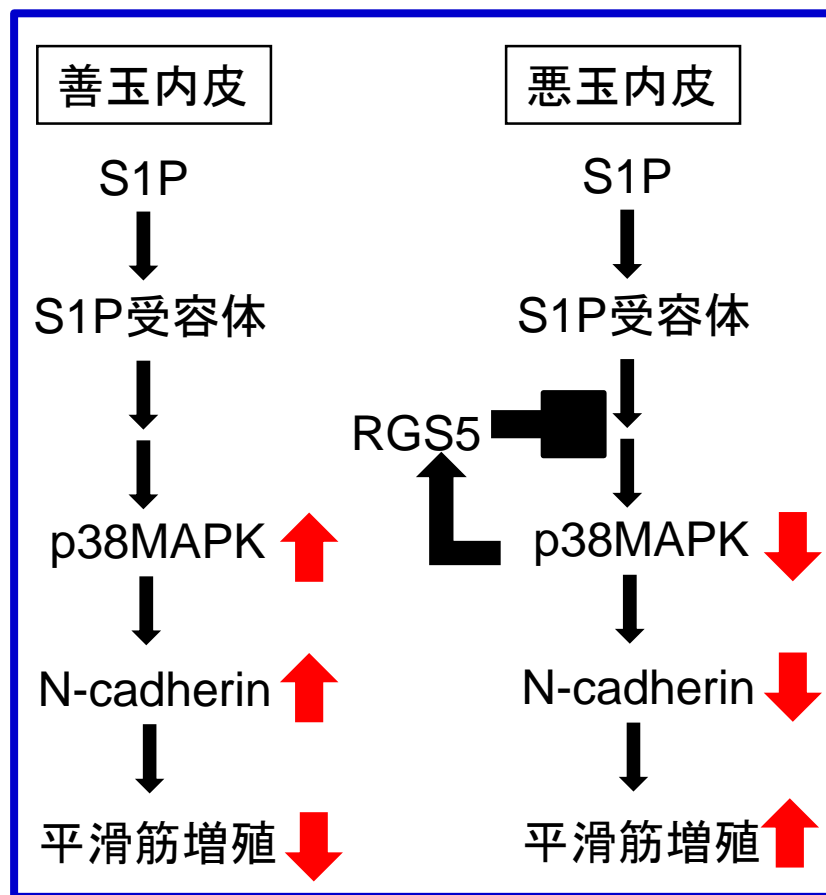 善玉内皮
S1P
S1P受容体
p38MAPK
N-cadherin
平滑筋増殖
悪玉内皮
S1P
S1P受容体
RGS5
p38MAPK
N-cadherin
平滑筋増殖